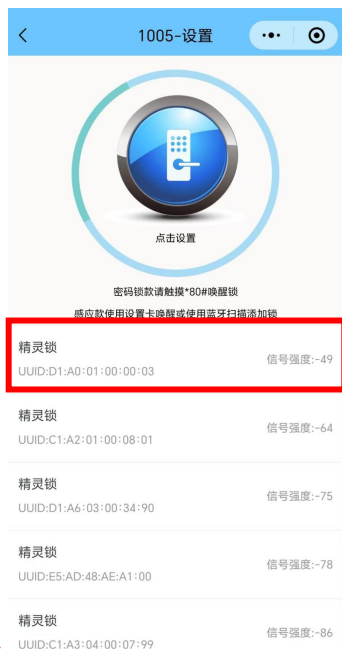 1005-设置
点击设置
密码锁款请触摸*80#唤醒锁
感应款使用设置卡唤醒或使用蓝牙扫描添加锁
精灵锁
信号强度:-49
UUID:D1:A0:01:00:00:03
精灵锁
信号强度:-64
UUID:C1:A2:01:00:08:01
精灵锁
信号强度:-75
UUID:D1:A6:03:00:34:90
精灵锁
信号强度:-78
UUID:E5:AD:48:AE:A1:00
精灵锁
信号强度:-86
UUID:C1:A3:04:00:07:99